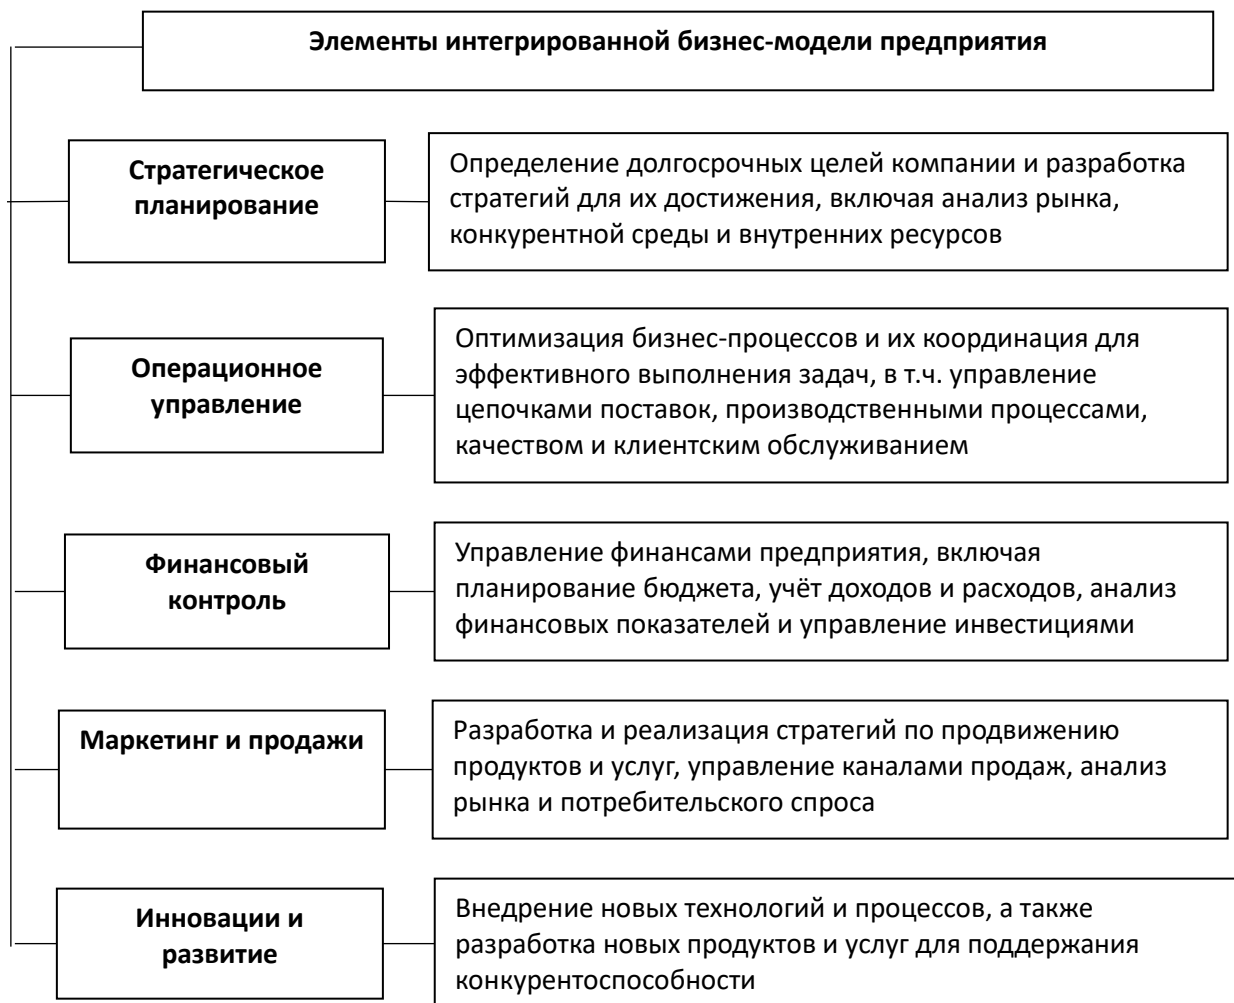 Элементы интегрированной бизнес-модели предприятия
Стратегическое
планирование
Определение долгосрочных целей компании и разработка
стратегий для их достижения, включая анализ рынка,
конкурентной среды и внутренних ресурсов
Операционное
управление
Оптимизация бизнес-процессов и их координация для
эффективного выполнения задач, в т.ч. управление
цепочками поставок, производственными процессами,
качеством и клиентским обслуживанием
Финансовый
контроль
Управление финансами предприятия, включая
планирование бюджета, учёт доходов и расходов, анализ
финансовых показателей и управление инвестициями
Маркетинг и продажи
Разработка и реализация стратегий по продвижению
продуктов и услуг, управление каналами продаж, анализ
рынка и потребительского спроса
Инновации и
развитие
Внедрение новых технологий и процессов, а также
разработка новых продуктов и услуг для поддержания
конкурентоспособности